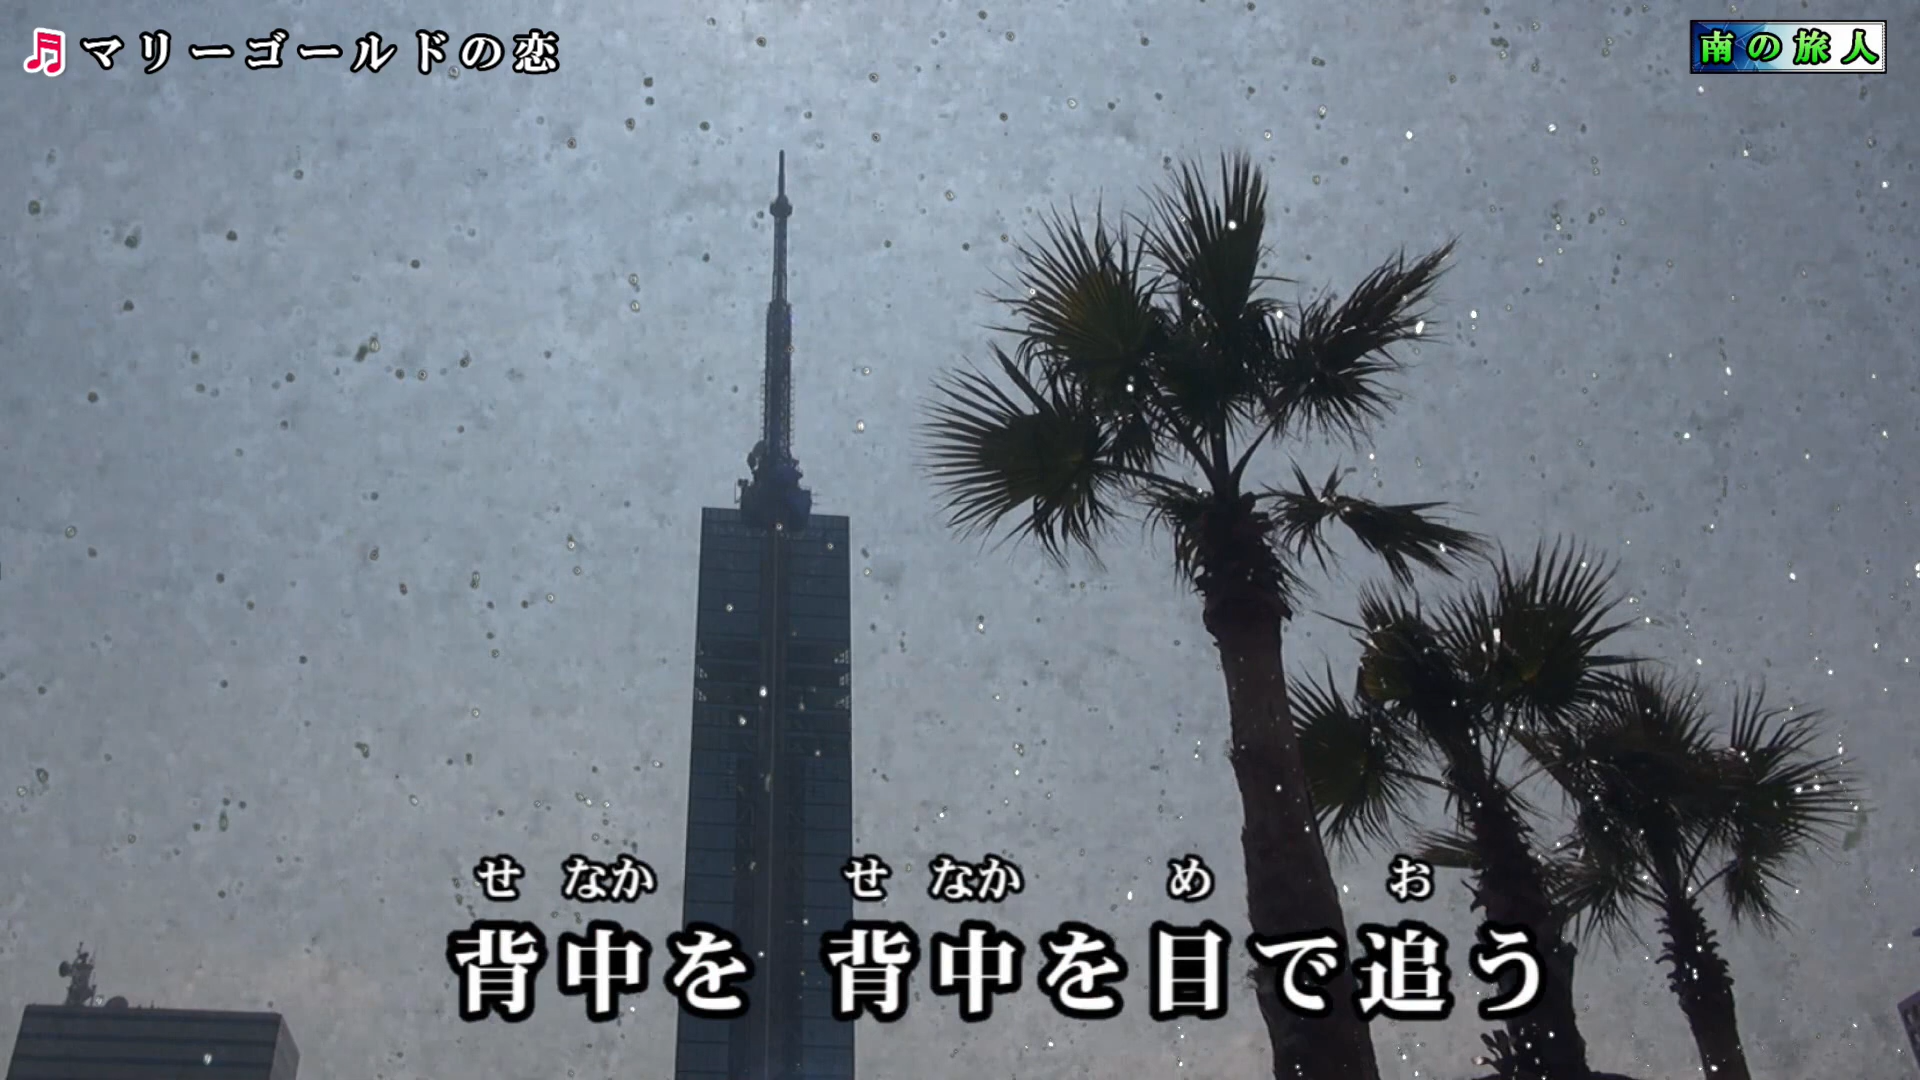 マリーゴールドの恋
南の旅人
せ なか せ なか め お
背中を 背中を目で追う